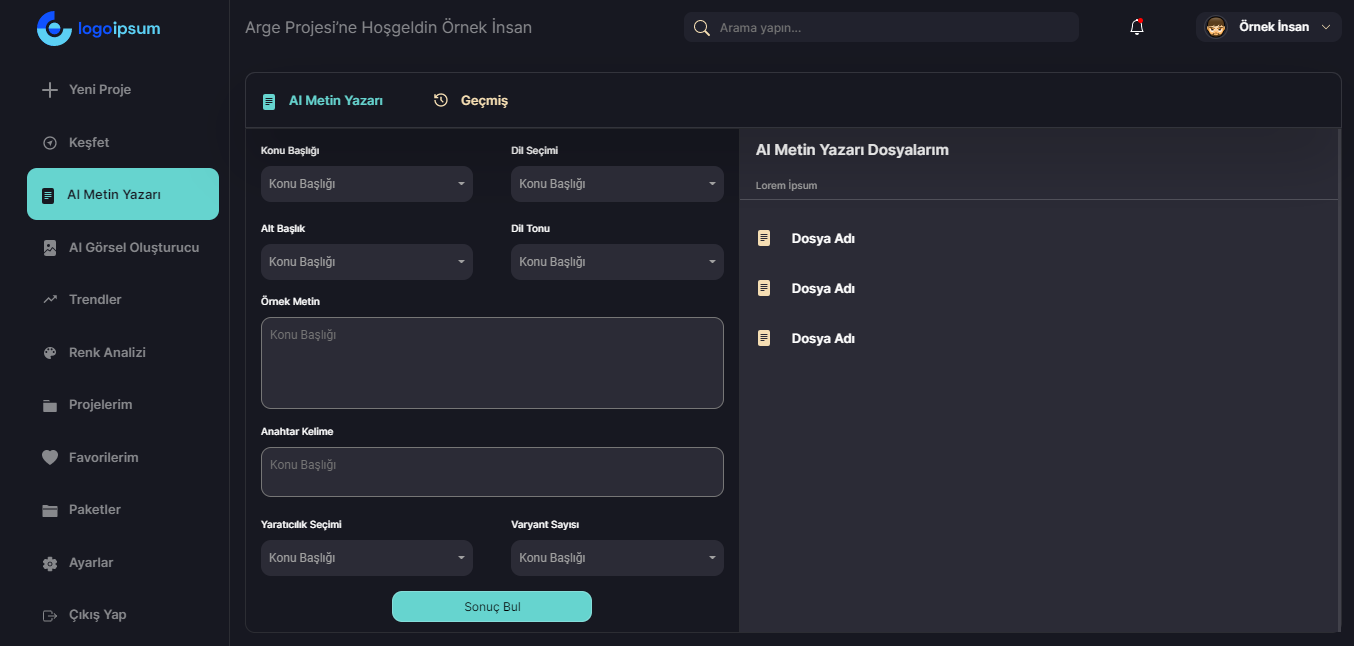 logoipsum
Arge Projesi’ne Hoşgeldin Örnek İnsan
Arama yapın...
Örnek İnsan
Yeni Proje
Keşfet
AI Metin Yazarı
AI Görsel Oluşturucu
Trendler
Renk Analizi
Projelerim
Favorilerim
Paketler
Ayarlar
Çıkış Yap
AI Metin Yazarı
Geçmiş
Konu Başlığı
Dil Seçimi
Konu Başlığı
Konu Başlığı
Alt Başlık
Dil Tonu
Konu Başlığı
Konu Başlığı
Örnek Metin
Konu Başlığı
Anahtar Kelime
Konu Başlığı
Yaratıcılık Seçimi
Varyant Sayısı
Konu Başlığı
Konu Başlığı
Sonuç Bul
AI Metin Yazarı Dosyalarım
Lorem İpsum
Dosya Adı
Dosya Adı
Dosya Adı